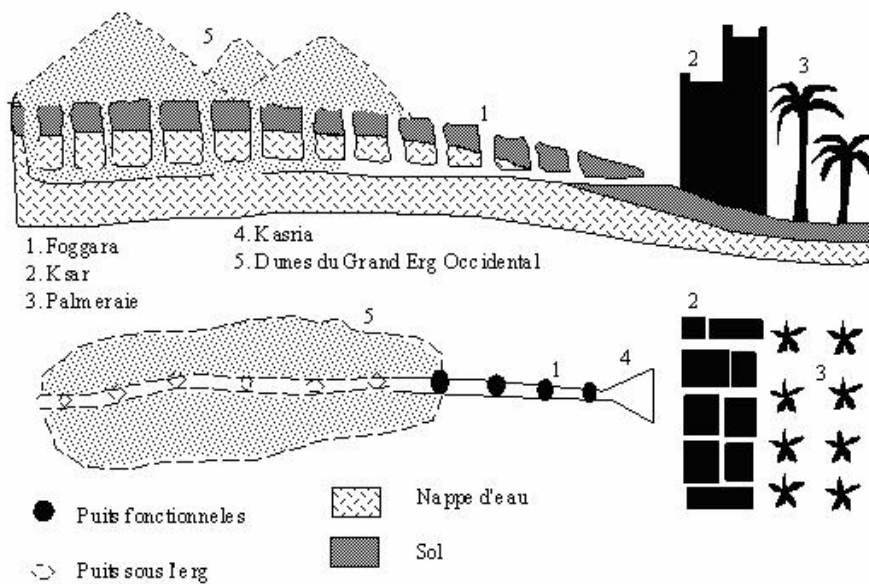 5
1
2
3
1. Foggara
2. Ksar
3. Palmeraie
4. Kasria
5. Dunes du Grand Erg Occidental
5
1
4
2
3
Puits fonctionneles
Puits sous l'erg
Nappe d'eau
Sol